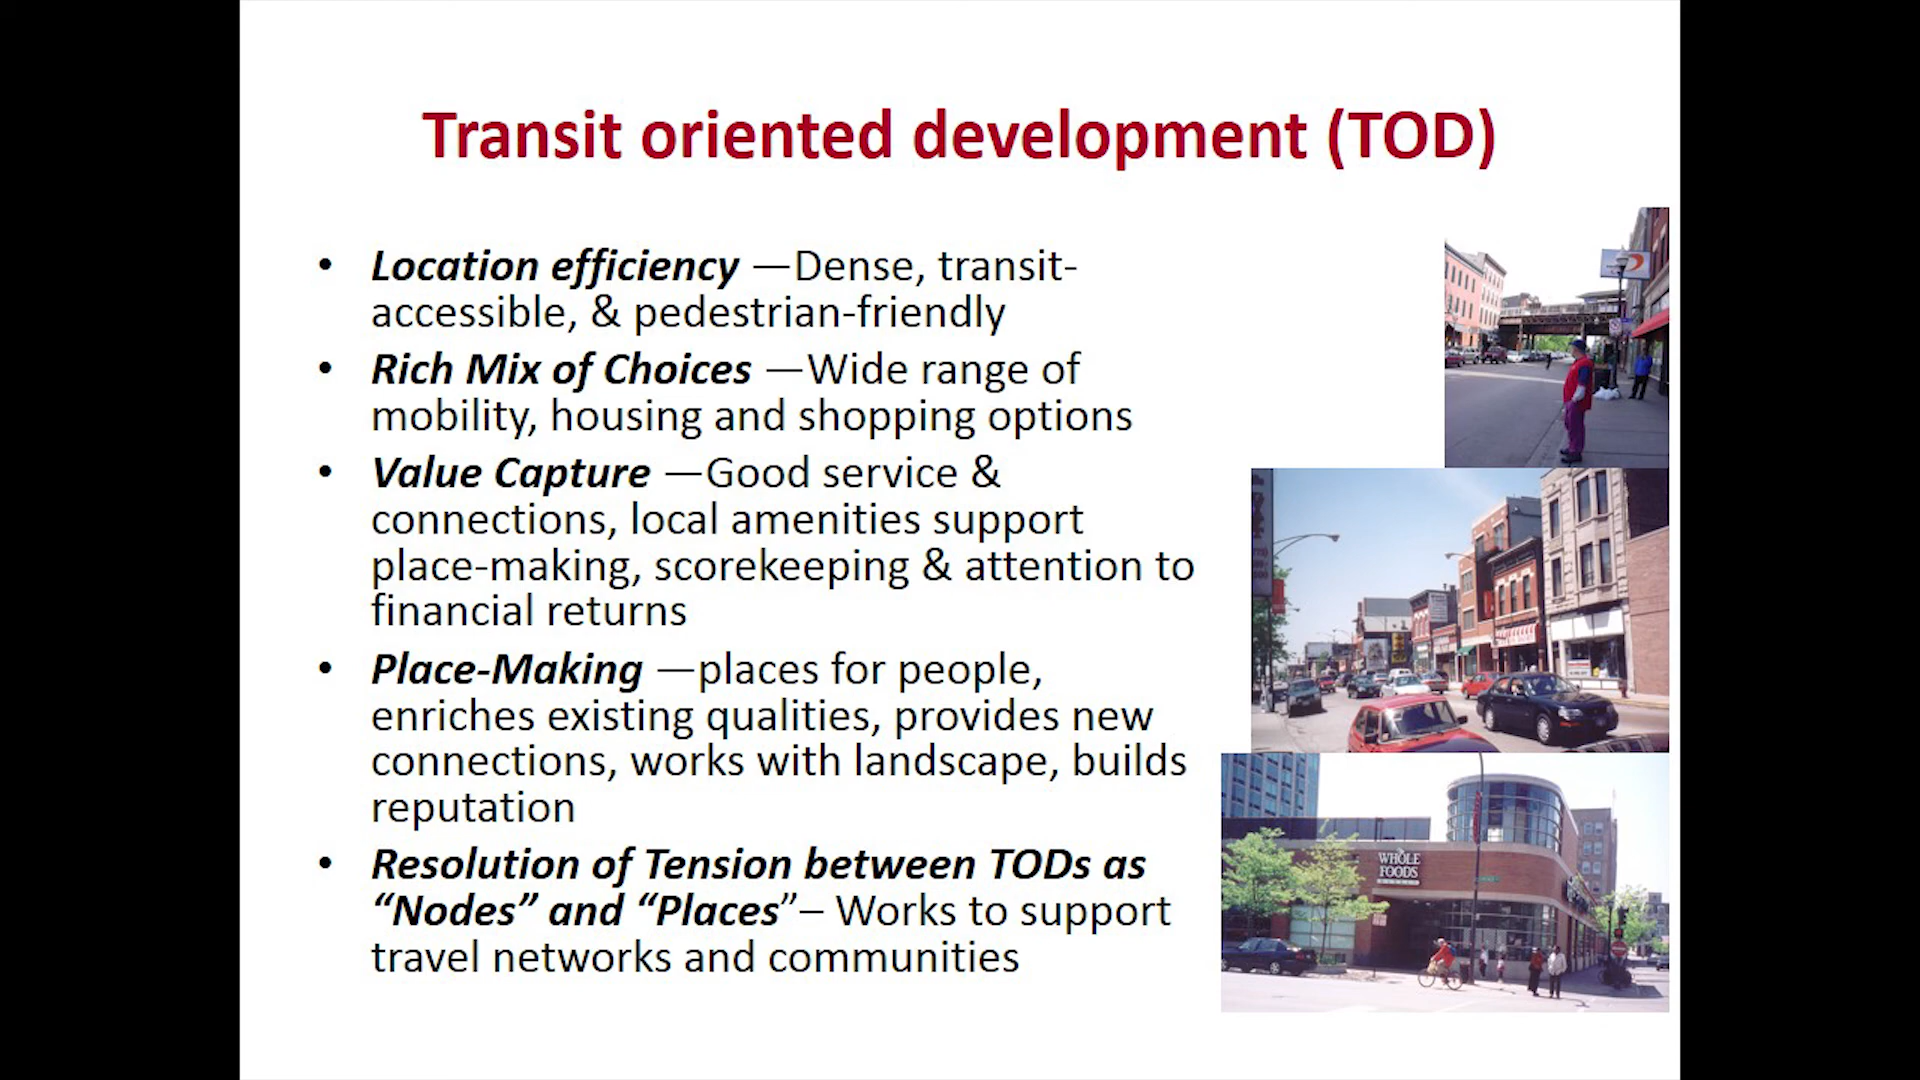 Transit oriented development (TOD)
• Location efficiency —Dense, transit-
accessible, & pedestrian-friendly
• Rich Mix of Choices —Wide range of
mobility, housing and shopping options
• Value Capture —Good service &
connections, local amenities support
place-making, scorekeeping & attention to
financial returns
• Place-Making —places for people,
enriches existing qualities, provides new
connections, works with landscape, builds
reputation
• Resolution of Tension between TODs as
“Nodes” and “Places”– Works to support
travel networks and communities
WHOLE
FOODS